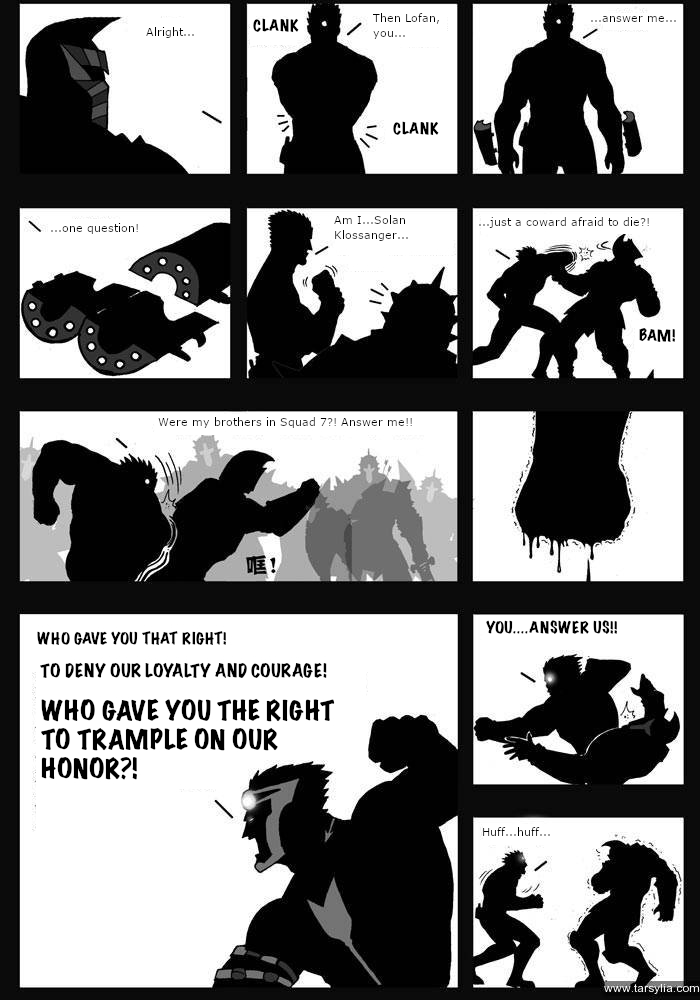 Alright...
CLANK
Then Lofan,
you...
CLANK
...answer me...
...one question!
Am I...Solan
Klossanger...
...just a coward afraid to die?!
BAM!
Were my brothers in Squad 7?! Answer me!!
哐!
WHO GAVE YOU THAT RIGHT!
TO DENY OUR LOYALTY AND COURAGE!
WHO GAVE YOU THE RIGHT
TO TRAMPLE ON OUR
HONOR?!
YOU....ANSWER US!!
Huff...huff...
www.tarsylia.com